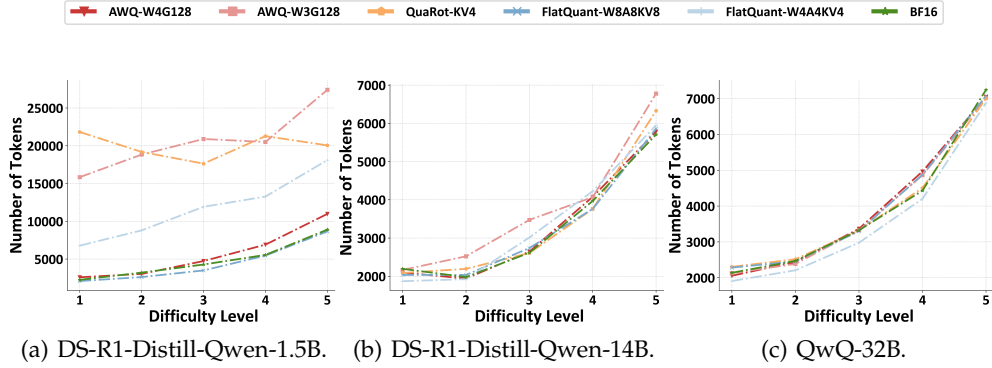 AWQ-W4G128 AWQ-W3G128 QuaRot-KV4 FlatQuant-W8A8KV8 FlatQuant-W4A4KV4 BF16
Number of Tokens
25000
20000
15000
10000
5000
1 2 3 4 5
Difficulty Level
(a) DS-R1-Distill-Qwen-1.5B.
Number of Tokens
7000
6000
5000
4000
3000
2000
1 2 3 4 5
Difficulty Level
(b) DS-R1-Distill-Qwen-14B.
Number of Tokens
7000
6000
5000
4000
3000
2000
1 2 3 4 5
Difficulty Level
(c) QwQ-32B.